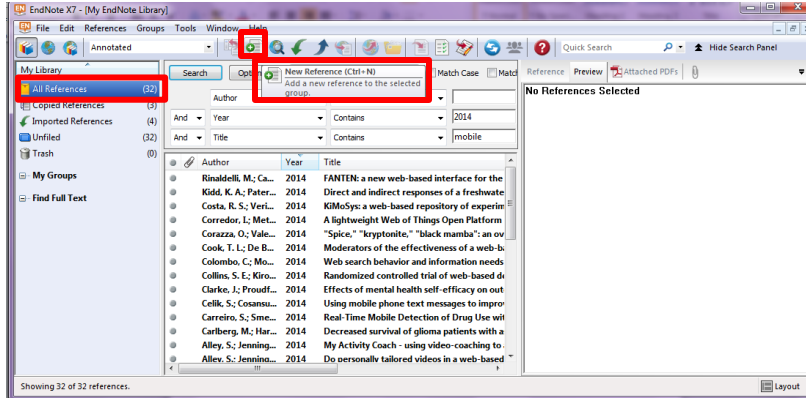 EndNote X7 - [My EndNote Library]
File Edit References Groups Tools Window Help
Annotated
Quick Search
Hide Search Panel
New Reference (Ctrl+N)
Add a new reference to the selected
group.
My Library
All References (32)
Copied References (3)
Imported References (4)
Unfiled (32)
Trash (0)
My Groups
Find Full Text
Search Match Case
Author
And Year Contains 2014
And Title Contains mobile
Author Year Title
Rinaldelli, M.; Ca... 2014 FANTEN: a new web-based interface for the
Kidd, K. A.; Pater... 2014 Direct and indirect responses of a freshwate
Costa, R. S.; Veri... 2014 KiMoSys: a web-based repository of experim
Corredor, I.; Met... 2014 A lightweight Web of Things Open Platform
Corazza, O.; Vale... 2014 "Spice," "kryptonite," "black mamba": an ov
Cook, T. L.; De B... 2014 Moderators of the effectiveness of a web-ba
Colombo, C.; Mo... 2014 Web search behavior and information needs
Collins, S. E.; Kiro... 2014 Randomized controlled trial of web-based de
Clarke, J.; Proudf... 2014 Effects of mental health self-efficacy on out
Celik, S.; Cosansu... 2014 Using mobile phone text messages to improv
Carreiro, S.; Sme... 2014 Real-Time Mobile Detection of Drug Use wit
Carlberg, M.; Har... 2014 Decreased survival of glioma patients with a
Alley, S.; Jenning... 2014 My Activity Coach - using video-coaching to
Alley, S.; Jenning... 2014 Do personally tailored videos in a web-based
Reference Preview Attached PDFs
No References Selected
Showing 32 of 32 references.
Layout